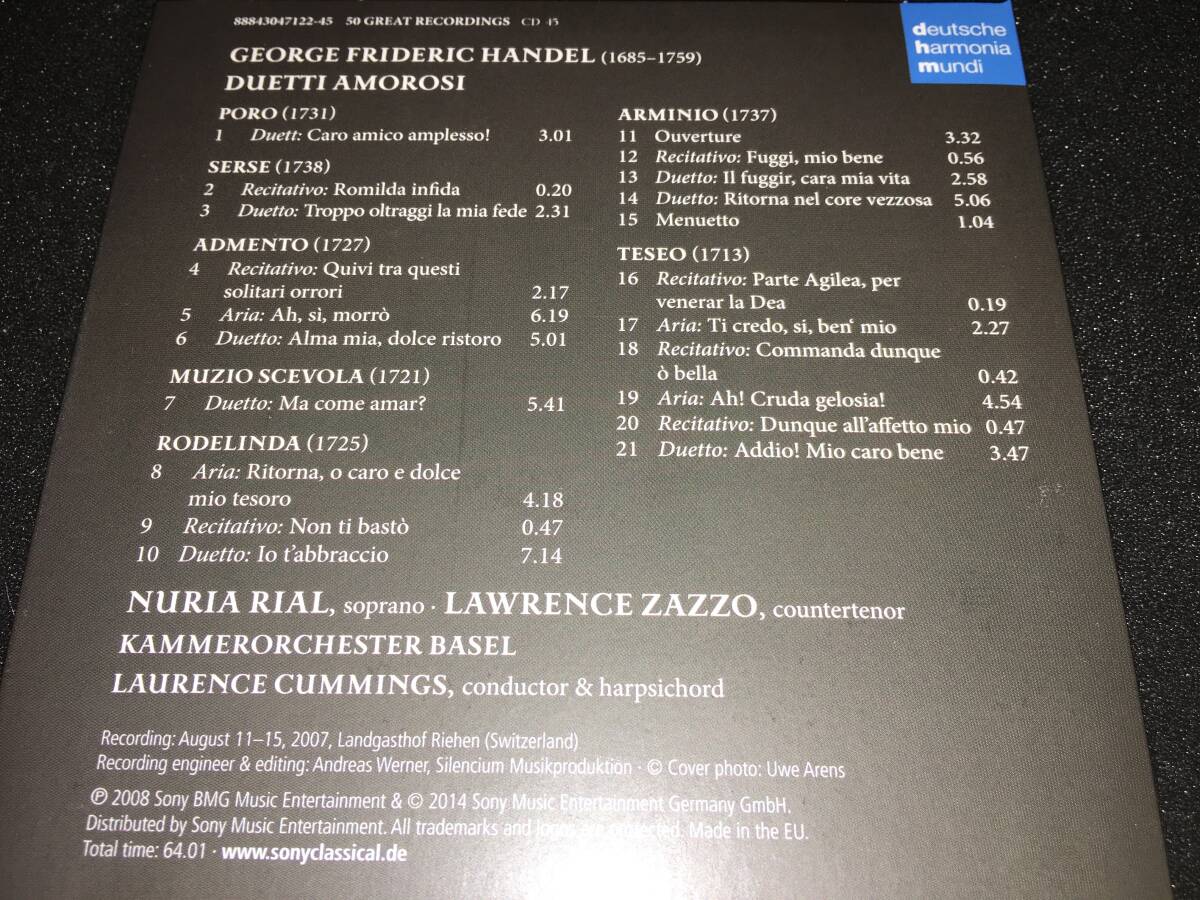 88843047122-45 50 GREAT RECORDINGS CD 45
deutsche
harmonia
mundi
GEORGE FRIDERIC HANDEL (1685–1759)
DUETTI AMOROSI
PORO (1731)
1 Duett: Caro amico amplesso! 3.01
SERSE (1738)
2 Recitativo: Romilda infida 0.20
3 Duetto: Troppo oltraggi la mia fede 2.31
ADMENTO (1727)
4 Recitativo: Quivi tra questi
solitari orrori 2.17
5 Aria: Ah, sì, morrò 6.19
6 Duetto: Alma mia, dolce ristoro 5.01
MUZIO SCEVOLA (1721)
7 Duetto: Ma come amar? 5.41
RODELINDA (1725)
8 Aria: Ritorna, o caro e dolce
mio tesoro 4.18
9 Recitativo: Non ti bastò 0.47
10 Duetto: Io t'abbraccio 7.14
ARMINIO (1737)
11 Ouverture 3.32
12 Recitativo: Fuggi, mio bene 0.56
13 Duetto: Il fuggir, cara mia vita 2.58
14 Duetto: Ritorna nel core vezzosa 5.06
15 Menuetto 1.04
TESEO (1713)
16 Recitativo: Parte Agilea, per
venerar la Dea 0.19
17 Aria: Ti credo, si, ben‘ mio 2.27
18 Recitativo: Commanda dunque
ò bella 0.42
19 Aria: Ah! Cruda gelosia! 4.54
20 Recitativo: Dunque all'affetto mio 0.47
21 Duetto: Addio! Mio caro bene 3.47
NURIA RIAL, soprano · LAWRENCE ZAZZO, countertenor
KAMMERORCHESTER BASEL
LAURENCE CUMMINGS, conductor & harpsichord
Recording: August 11–15, 2007, Landgasthof Riehen (Switzerland)
Recording engineer & editing: Andreas Werner, Silencium Musikproduktion · © Cover photo: Uwe Arens
℗ 2008 Sony BMG Music Entertainment & © 2014 Sony Music Entertainment Germany GmbH.
Distributed by Sony Music Entertainment. All trademarks and logos are protected. Made in the EU.
Total time: 64.01 · www.sonyclassical.de